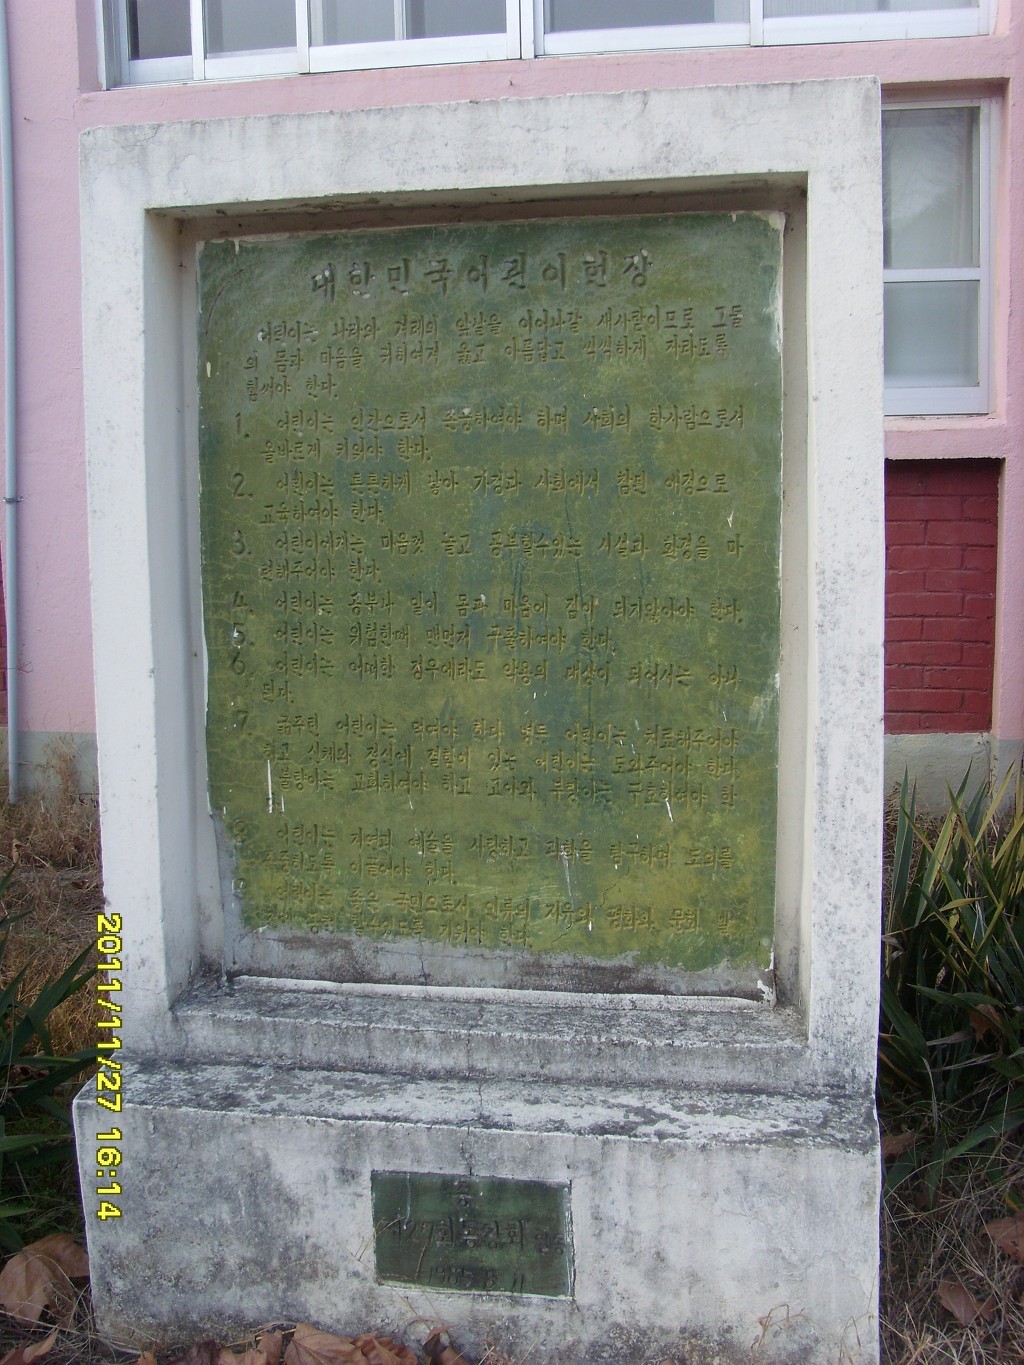 대한민국어린이헌장
어린이는 나라와 겨레의 앞날을 이어나갈 새사람이므로 그들
의 몸과 마음을 귀히여겨 옳고 아름답고 씩씩하게 자라도록
힘써야 한다.
1. 어린이는 인간으로서 존중하여야 하며 사회의 한사람으로서
올바르게 키워야 한다.
2. 어린이는 튼튼하게 낳아 가정과 사회에서 참된 애정으로
교육하여야 한다.
3. 어린이에게는 마음껏 놀고 공부할수있는 시설과 환경을 마
련해주어야 한다.
4. 어린이는 공부나 일이 몸과 마음에 짐이 되지않아야 한다.
5. 어린이는 위험한때 맨먼저 구출하여야 한다.
6 어린이는 어떠한 경우에라도 악용의 대상이 되어서는 아니
된다.
7. 굶주린 어린이는 먹여야 한다 병든 어린이는 치료해주어야
하고 신체와 정신에 결함이 있는 어린이는 도와주어야 한다
불량아는 교화하여야 하고 고아와 부랑아는 구호하여야 한
8 어린이는 자연과 예술을 사랑하고 과학을 탐구하며 도의를
존중하도록 이끌어야 한다.
9 어린이는 좋은 국민으로서 인류의 자유와 평화와 문화 발
공헌 할수있도록 키워야 한다.
증
회동창회
11
2011/11/27 16:14